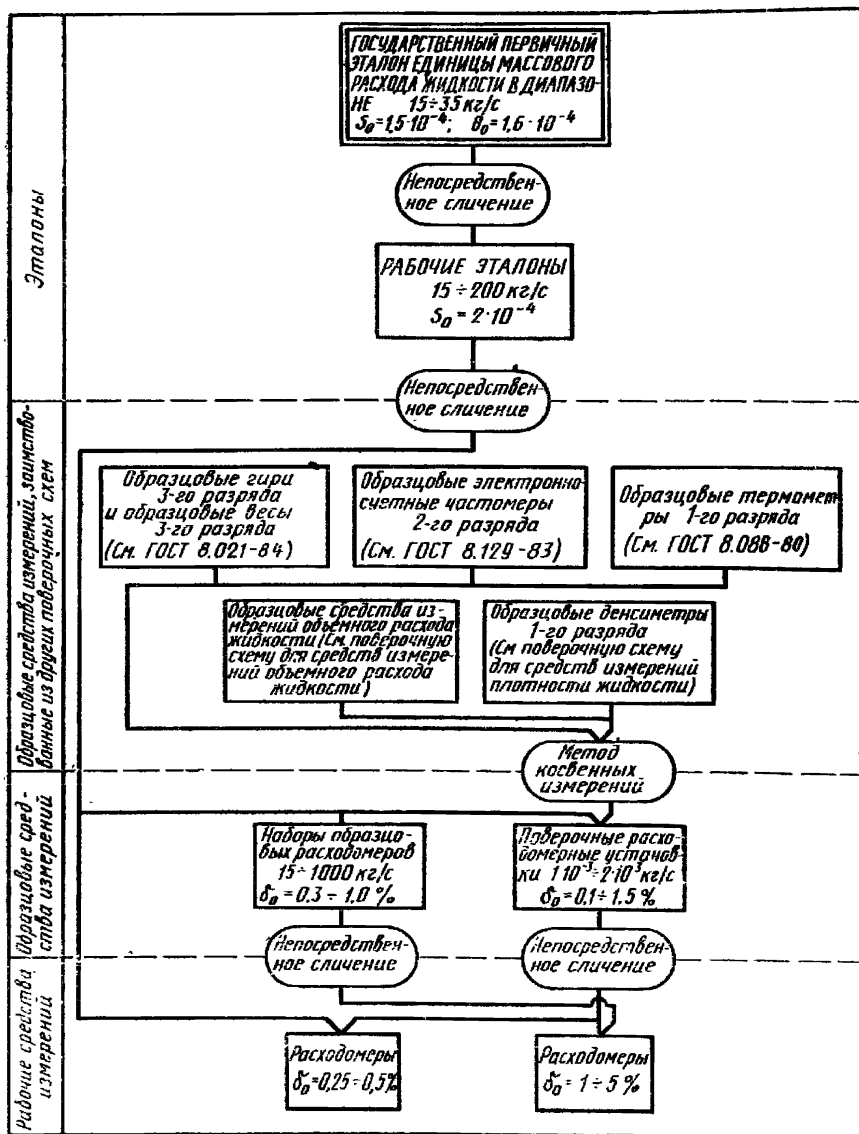 ГОСУДАРСТВЕННЫЙ ПЕРВИЧНЫЙ
ЭТАЛОН ЕДИНИЦЫ МАССОВОГО
РАСХОДА ЖИДКОСТИ В ДИАПАЗО-
НЕ 15÷35 кг/с
S₀=1,5·10⁻⁴; θ₀=1,6·10⁻⁴
Непосредствен-
ное сличение
РАБОЧИЕ ЭТАЛОНЫ
15÷200 кг/с
S₀=2·10⁻⁴
Непосредствен-
ное сличение
Эталоны
Образцовые гири
3-го разряда
и образцовые весы
3-го разряда
(См. ГОСТ 8.021-84)
Образцовые электронно-
счетные частомеры
2-го разряда
(См. ГОСТ 8.129-83)
Образцовые термомет
ры 1-го разряда
(См. ГОСТ 8.088-80)
Образцовые средства из-
мерений объемного расхода
жидкости (См. поверочную
схему для средств измере-
ний объемного расхода
жидкости)
Образцовые денсиметры
1-го разряда
(См поверочную схему
для средств измерений
плотности жидкости)
Метод
косвенных
измерений
Образцовые средства измерений, заимство-
ванные из других поверочных схем
Наборы образцо-
вых расходомеров
15÷1000 кг/с
δ₀=0.3÷1,0 %
Поверочные расхо-
домерные установ
ки 1·10⁻³÷2·10³ кг/с
δ₀=0,1÷1.5 %
Непосредствен-
ное сличение
Непосредствен-
ное сличение
Образцовые сред-
ства измерений
Расходомеры
δ₀=0,25÷0,5%
Расходомеры
δ₀=1÷5 %
Рабочие средства
измерений